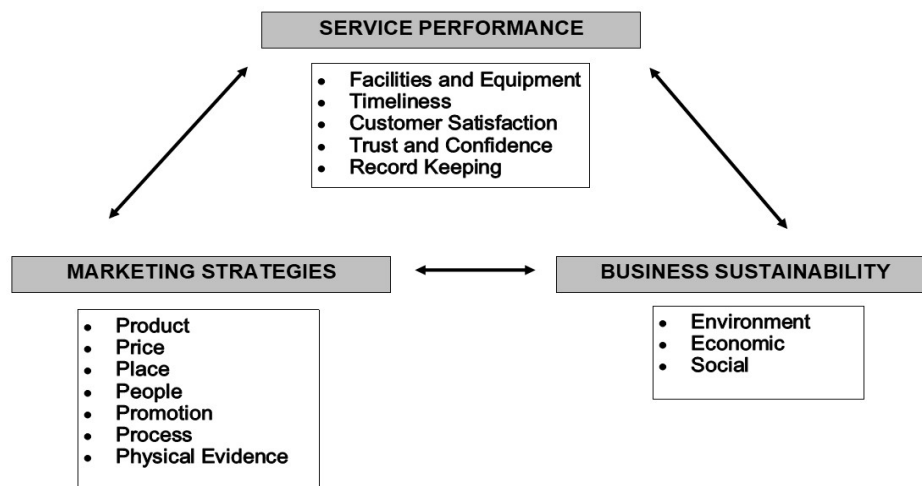 SERVICE PERFORMANCE
• Facilities and Equipment
• Timeliness
• Customer Satisfaction
• Trust and Confidence
• Record Keeping
MARKETING STRATEGIES
• Product
• Price
• Place
• People
• Promotion
• Process
• Physical Evidence
BUSINESS SUSTAINABILITY
• Environment
• Economic
• Social